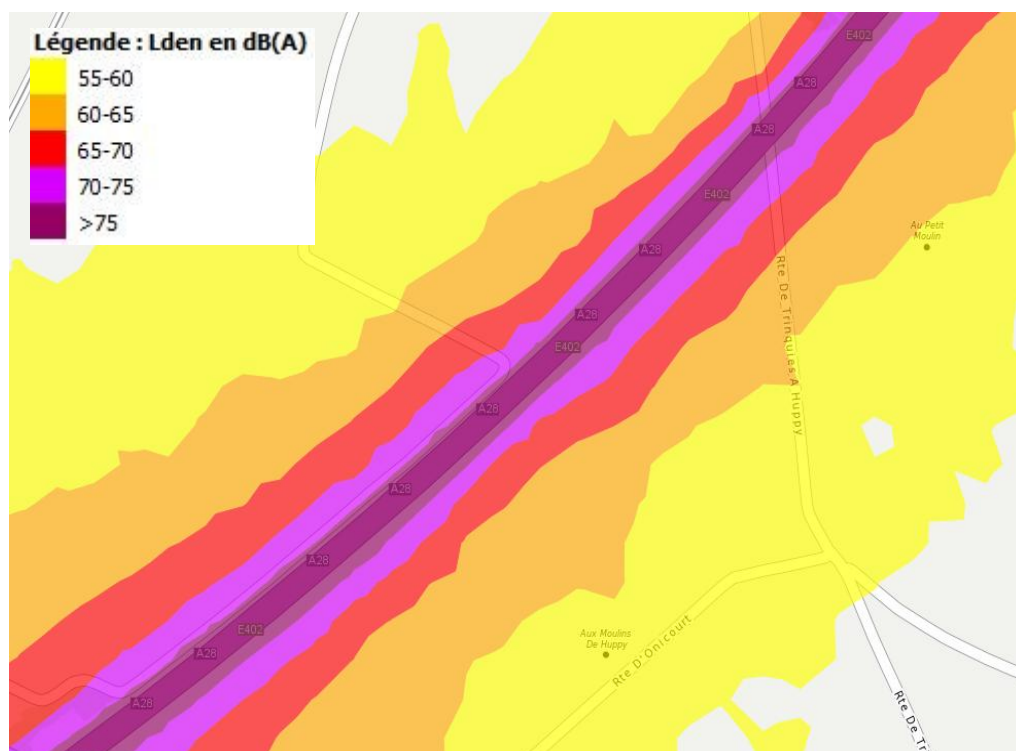 Légende : Lden en dB(A)
55-60
60-65
65-70
70-75
>75
E402
A28
A28
E402
Au Petit
Moulin
A28
Rte De Trinquies A Huppy
A28
E402
A28
A28
A28
E402
Aux Moulins
De Huppy
Rte D'Onicourt
A28
A28
Rte De Tr